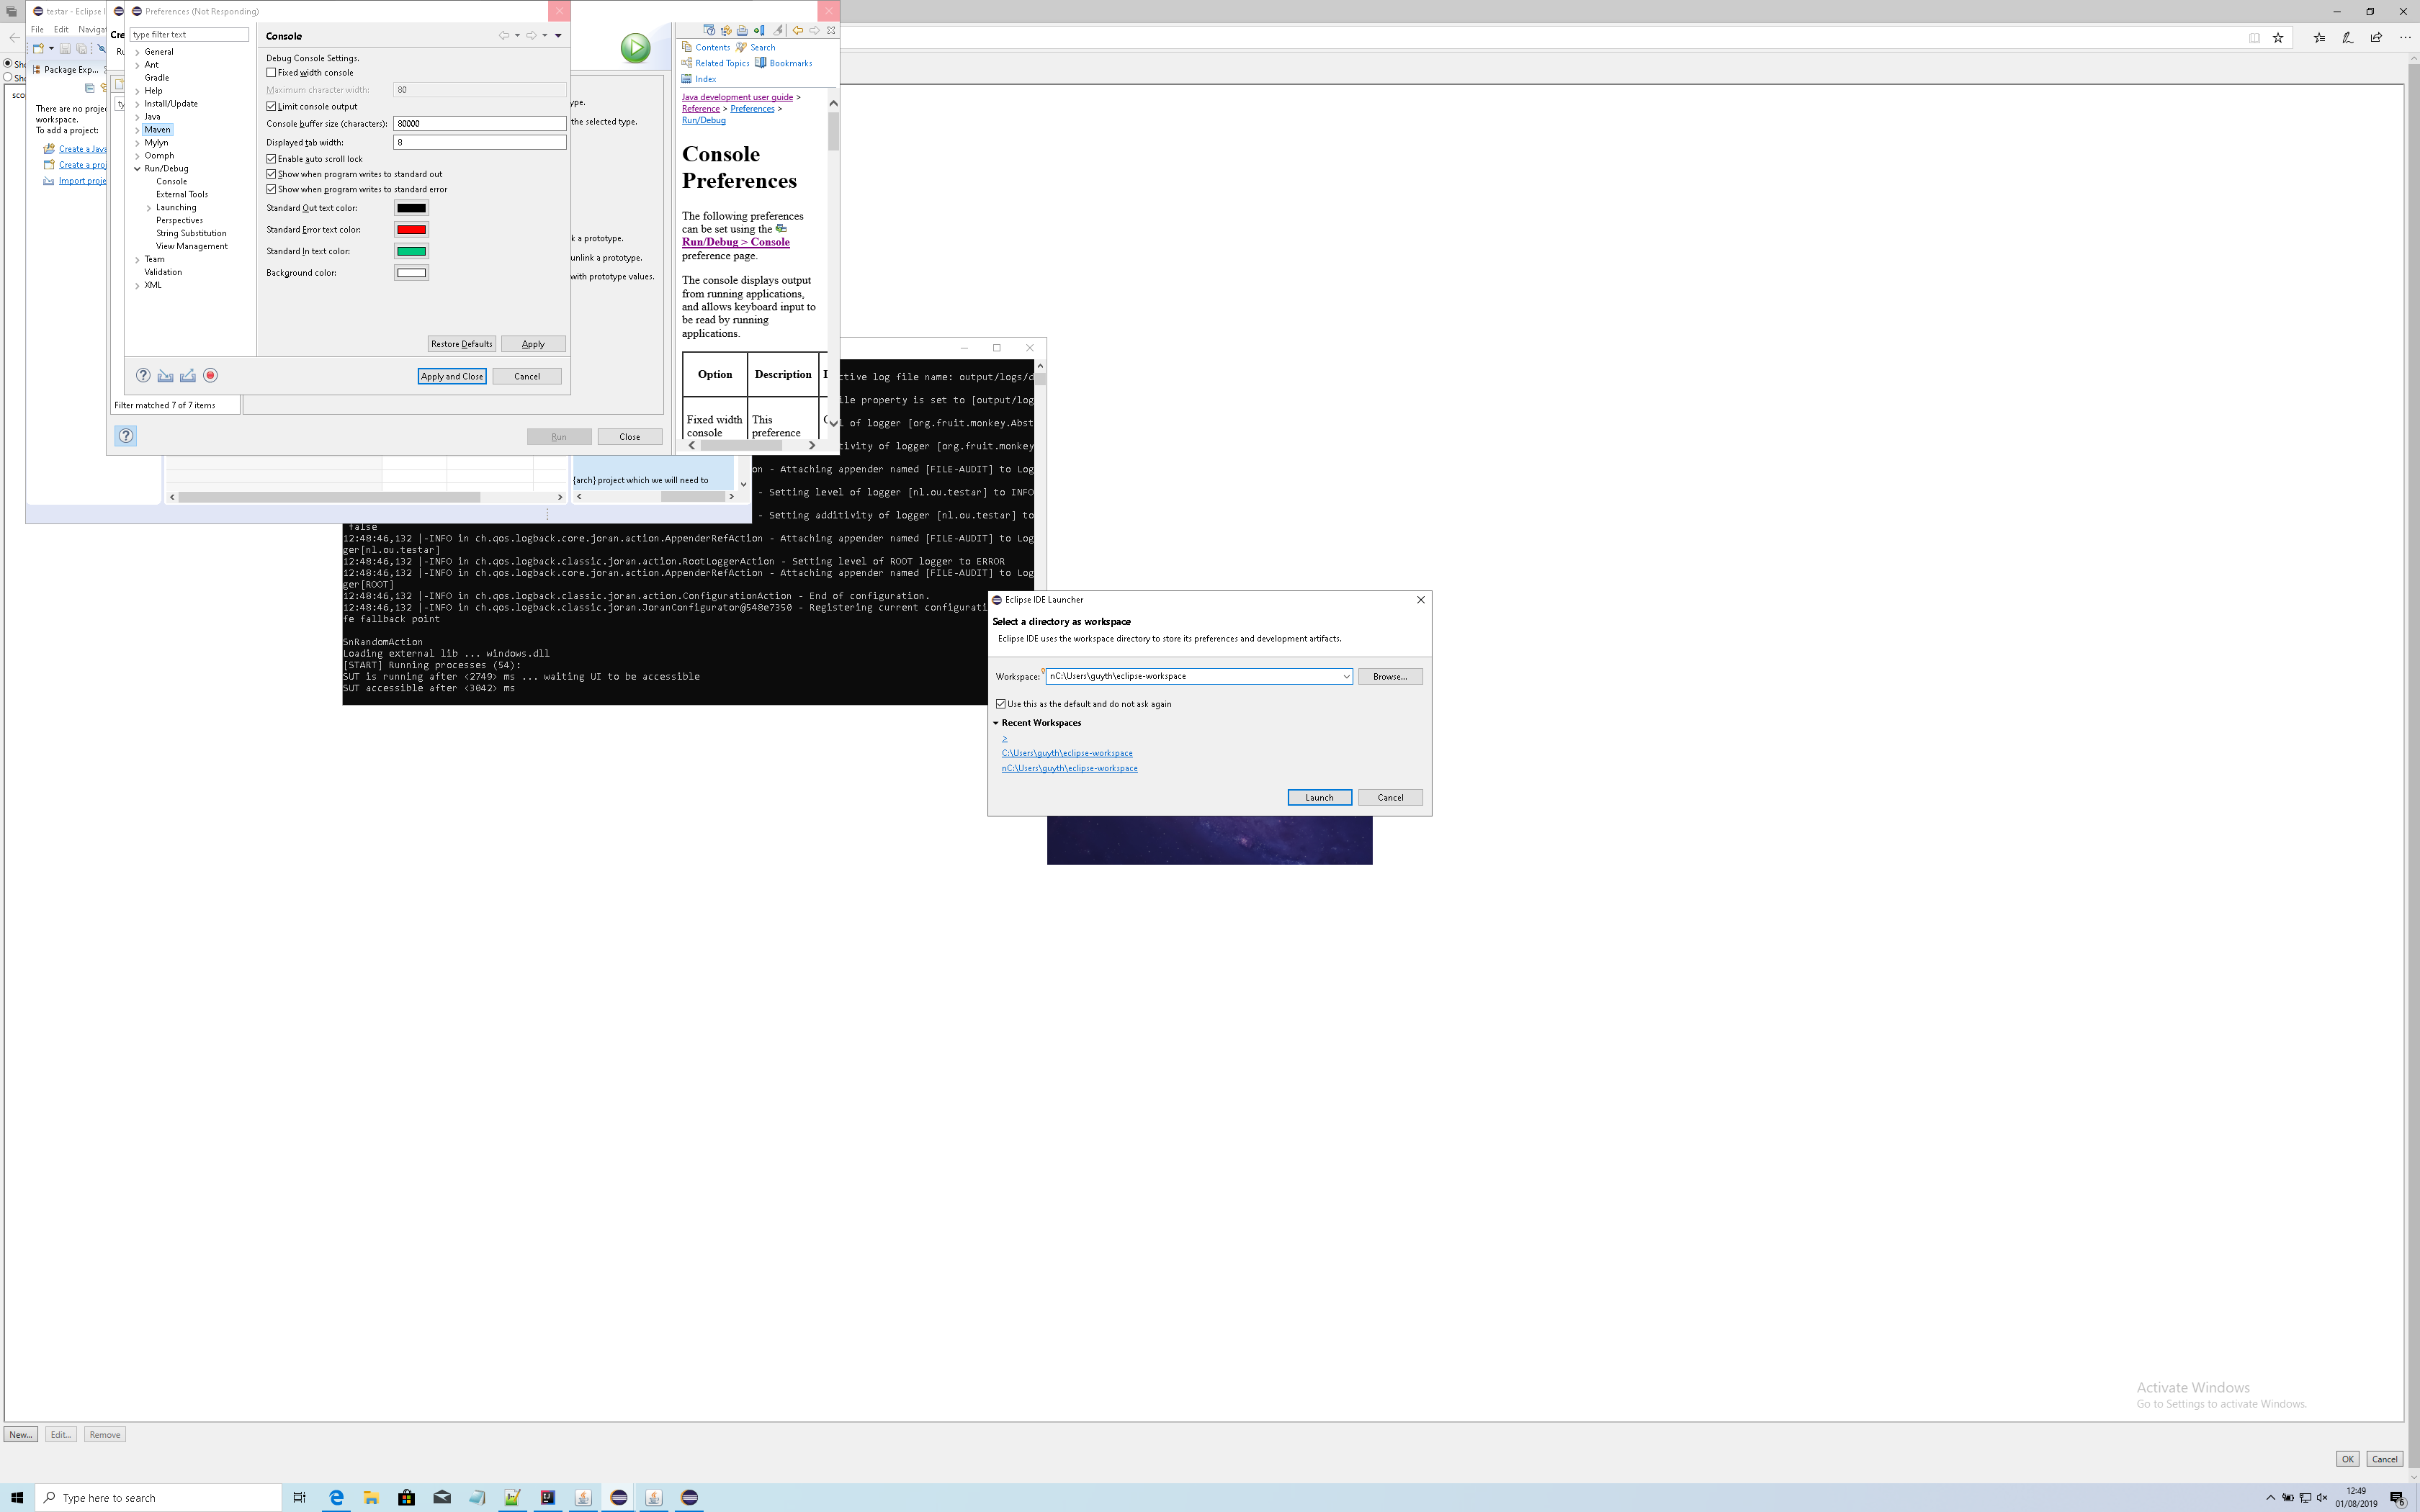 testar - Eclipse I
File Edit Navigat
Package Exp...
There are no proje
workspace.
To add a project:
Create a Java
Create a proj
Import proje
Cre
Preferences (Not Responding)
type filter text
General
Ant
Gradle
Help
Install/Update
Java
Maven
Mylyn
Oomph
Run/Debug
Console
External Tools
Launching
Perspectives
String Substitution
View Management
Team
Validation
XML
Console
Debug Console Settings.
Fixed width console
Maximum character width: 80
Limit console output
Console buffer size (characters): 80000
Displayed tab width: 8
Enable auto scroll lock
Show when program writes to standard out
Show when program writes to standard error
Standard Out text color:
Standard Error text color:
Standard In text color:
Background color:
Restore Defaults Apply
Apply and Close Cancel
Filter matched 7 of 7 items
Run Close
ype.
the selected type.
k a prototype.
unlink a prototype.
with prototype values.
Contents Search
Related Topics Bookmarks
Index
Java development user guide >
Reference > Preferences >
Run/Debug
Console
Preferences
The following preferences
can be set using the
Run/Debug > Console
preference page.
The console displays output
from running applications,
and allows keyboard input to
be read by running
applications.
Option Description
Fixed width
console
This
preference
{arch} project which we will need to
ctive log file name: output/logs/d
le property is set to [output/log
l of logger [org.fruit.monkey.Abst
tivity of logger [org.fruit.monkey
on - Attaching appender named [FILE-AUDIT] to Log
- Setting level of logger [nl.ou.testar] to INFO
- Setting additivity of logger [nl.ou.testar] to
false
12:48:46,132 |-INFO in ch.qos.logback.core.joran.action.AppenderRefAction - Attaching appender named [FILE-AUDIT] to Log
ger[nl.ou.testar]
12:48:46,132 |-INFO in ch.qos.logback.classic.joran.action.RootLoggerAction - Setting level of ROOT logger to ERROR
12:48:46,132 |-INFO in ch.qos.logback.core.joran.action.AppenderRefAction - Attaching appender named [FILE-AUDIT] to Log
ger[ROOT]
12:48:46,132 |-INFO in ch.qos.logback.classic.joran.action.ConfigurationAction - End of configuration.
12:48:46,132 |-INFO in ch.qos.logback.classic.joran.JoranConfigurator@548e7350 - Registering current configurati
fe fallback point
SnRandomAction
Loading external lib ... windows.dll
[START] Running processes (54):
SUT is running after <2749> ms ... waiting UI to be accessible
SUT accessible after <3042> ms
Eclipse IDE Launcher
Select a directory as workspace
Eclipse IDE uses the workspace directory to store its preferences and development artifacts.
Workspace: nC:\Users\guyth\eclipse-workspace Browse...
Use this as the default and do not ask again
Recent Workspaces
>
C:\Users\guyth\eclipse-workspace
nC:\Users\guyth\eclipse-workspace
Launch Cancel
Activate Windows
Go to Settings to activate Windows.
New... Edit... Remove
OK Cancel
Type here to search
12:49
01/08/2019
6